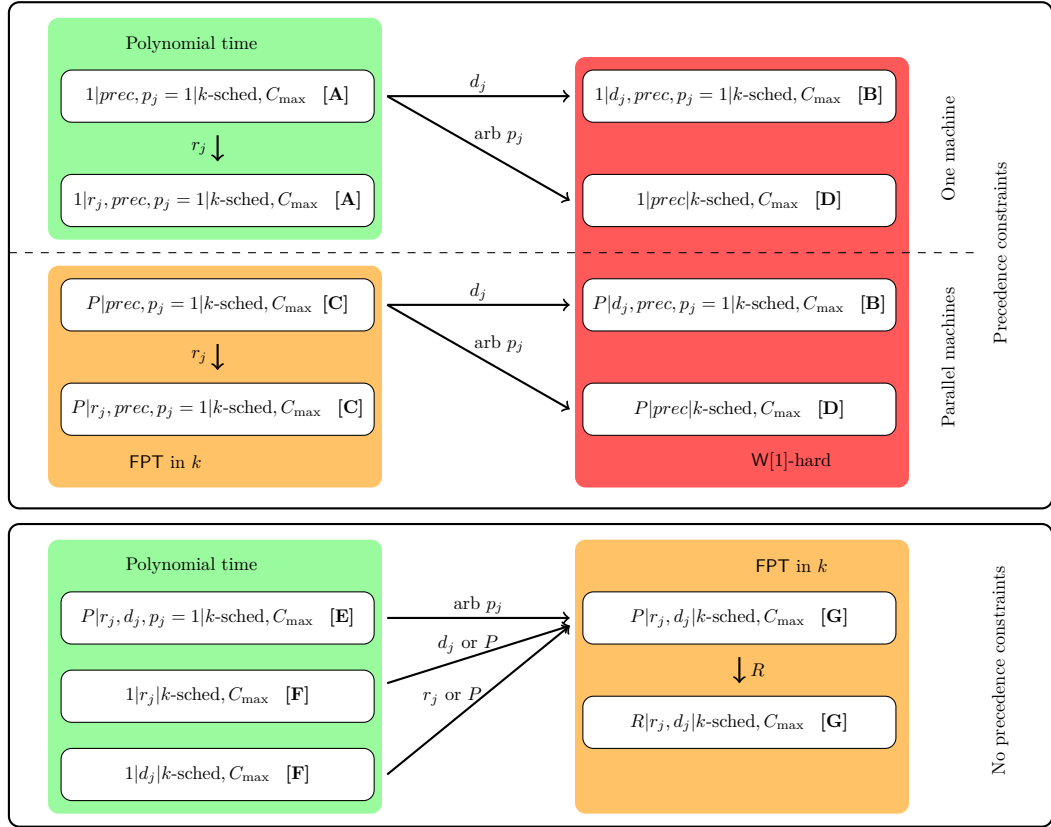 Polynomial time
1|prec, p_j = 1|k-sched, C_max [A]
d_j
1|d_j, prec, p_j = 1|k-sched, C_max [B]
arb p_j
r_j
1|r_j, prec, p_j = 1|k-sched, C_max [A]
1|prec|k-sched, C_max [D]
One machine
P|prec, p_j = 1|k-sched, C_max [C]
d_j
P|d_j, prec, p_j = 1|k-sched, C_max [B]
arb p_j
r_j
P|r_j, prec, p_j = 1|k-sched, C_max [C]
P|prec|k-sched, C_max [D]
FPT in k
W[1]-hard
Parallel machines
Precedence constraints
Polynomial time
FPT in k
P|r_j, d_j, p_j = 1|k-sched, C_max [E]
arb p_j
P|r_j, d_j|k-sched, C_max [G]
d_j or P
1|r_j|k-sched, C_max [F]
r_j or P
R
R|r_j, d_j|k-sched, C_max [G]
1|d_j|k-sched, C_max [F]
No precedence constraints